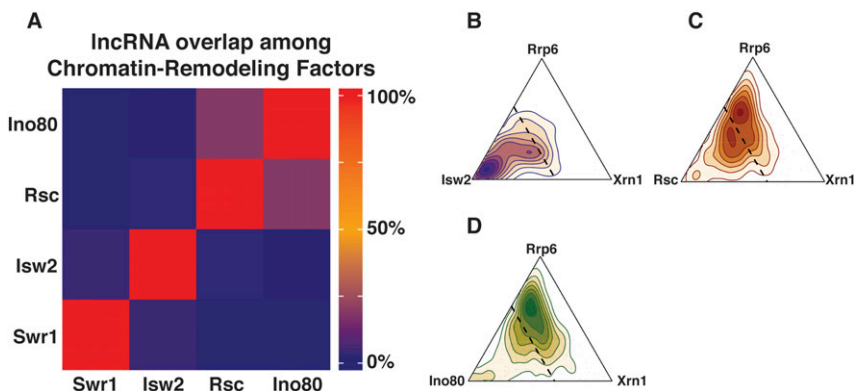 A
lncRNA overlap among
Chromatin-Remodeling Factors
Ino80
Rsc
Isw2
Swr1
Swr1 Isw2 Rsc Ino80
100%
50%
0%
B
Rrp6
Isw2
Xrn1
C
Rrp6
Rsc
Xrn1
D
Rrp6
Ino80
Xrn1